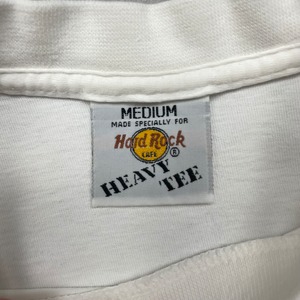 MEDIUM
MADE SPECIALLY FOR
Hard Rock
CAFE
®
HEAVY TEE